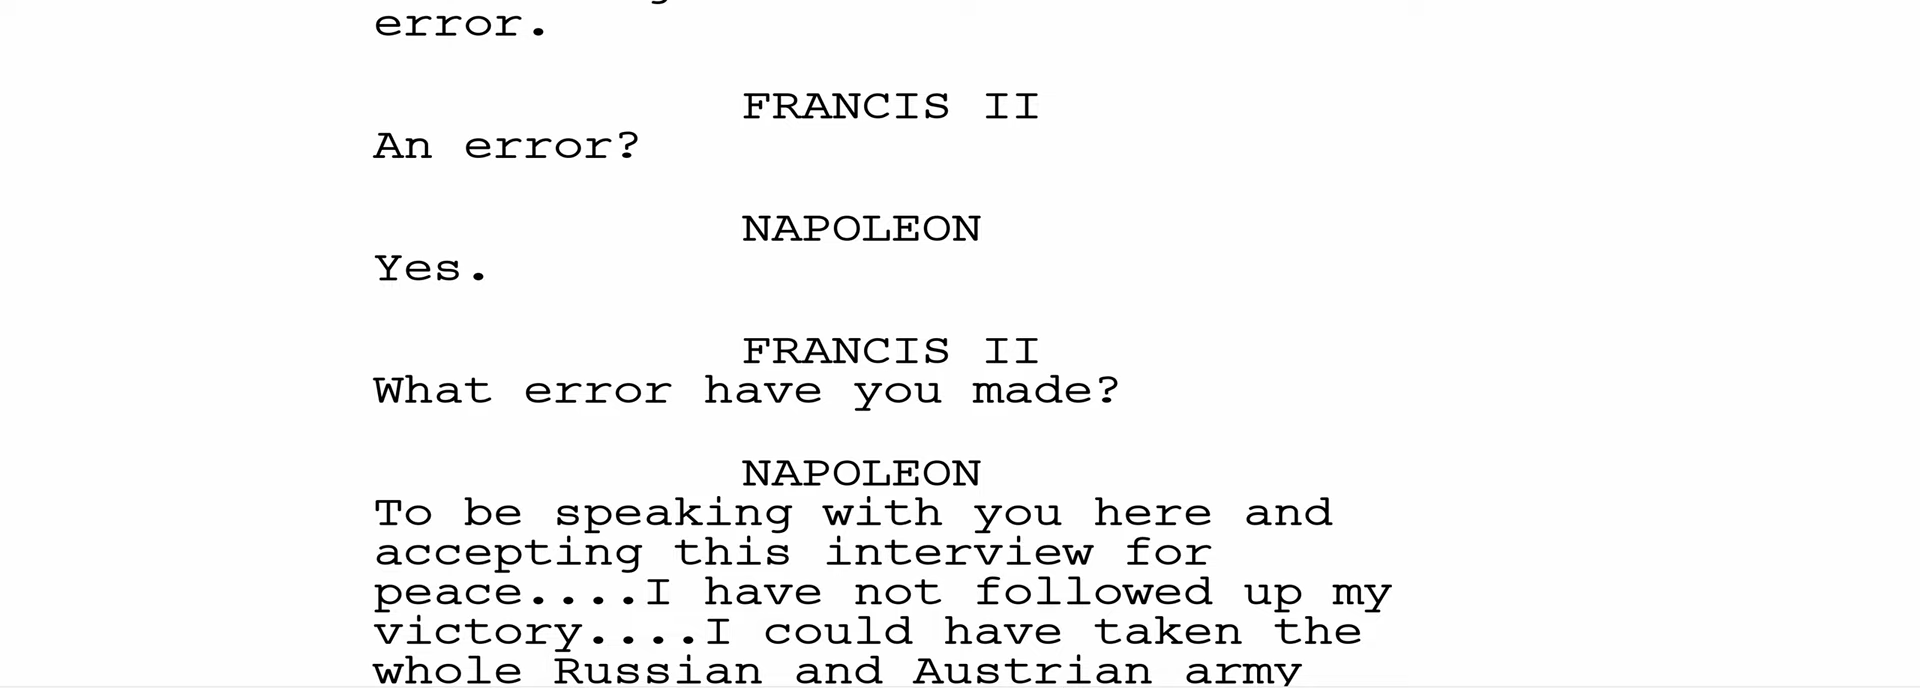 error.
FRANCIS II
An error?
NAPOLEON
Yes.
FRANCIS II
What error have you made?
NAPOLEON
To be speaking with you here and
accepting this interview for
peace....I have not followed up my
victory....I could have taken the
whole Russian and Austrian army